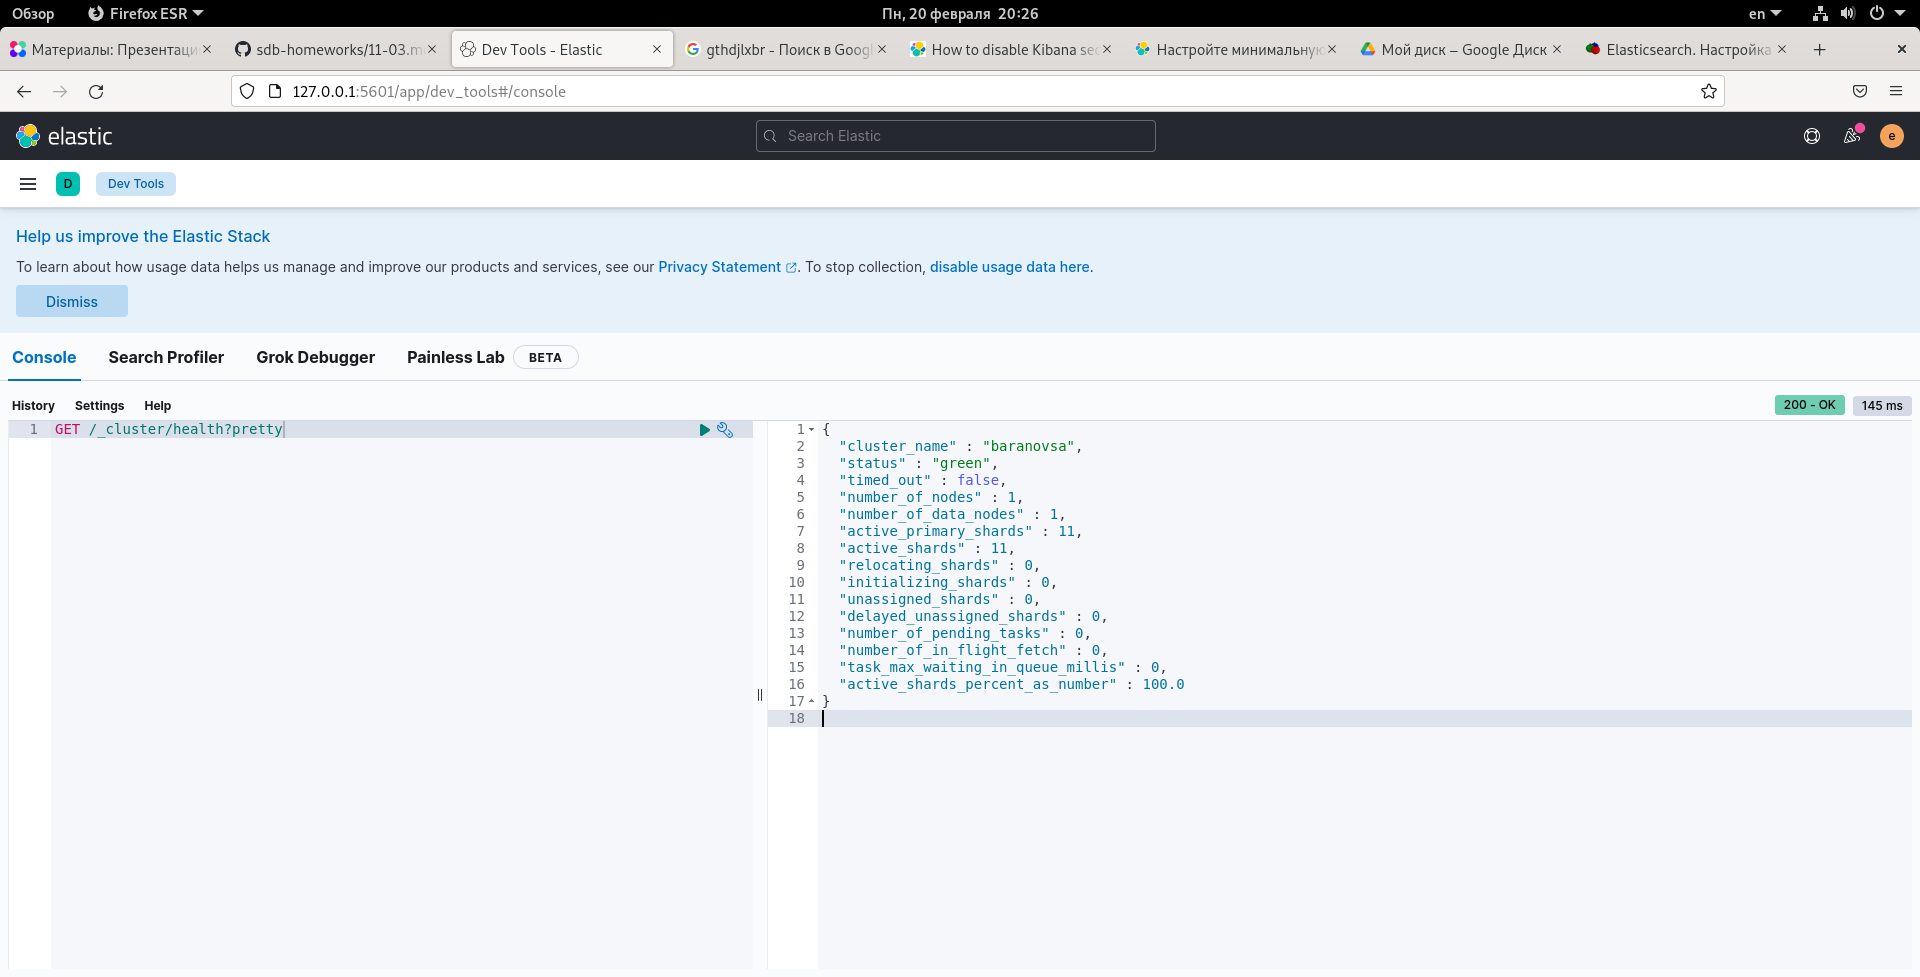 Обзор Firefox ESR Пн, 20 февраля 20:26 en
Материалы: Презентаци sdb-homeworks/11-03.m Dev Tools - Elastic gthdjlxbr - Поиск в Googl How to disable Kibana sec Настройте минимальную Мой диск – Google Диск Elasticsearch. Настройка
127.0.0.1:5601/app/dev_tools#/console
elastic Search Elastic e
D Dev Tools
Help us improve the Elastic Stack
To learn about how usage data helps us manage and improve our products and services, see our Privacy Statement. To stop collection, disable usage data here.
Dismiss
Console Search Profiler Grok Debugger Painless Lab BETA
History Settings Help 200 - OK 145 ms
1 GET /_cluster/health?pretty
1 {
2 "cluster_name" : "baranovsa",
3 "status" : "green",
4 "timed_out" : false,
5 "number_of_nodes" : 1,
6 "number_of_data_nodes" : 1,
7 "active_primary_shards" : 11,
8 "active_shards" : 11,
9 "relocating_shards" : 0,
10 "initializing_shards" : 0,
11 "unassigned_shards" : 0,
12 "delayed_unassigned_shards" : 0,
13 "number_of_pending_tasks" : 0,
14 "number_of_in_flight_fetch" : 0,
15 "task_max_waiting_in_queue_millis" : 0,
16 "active_shards_percent_as_number" : 100.0
17 }
18